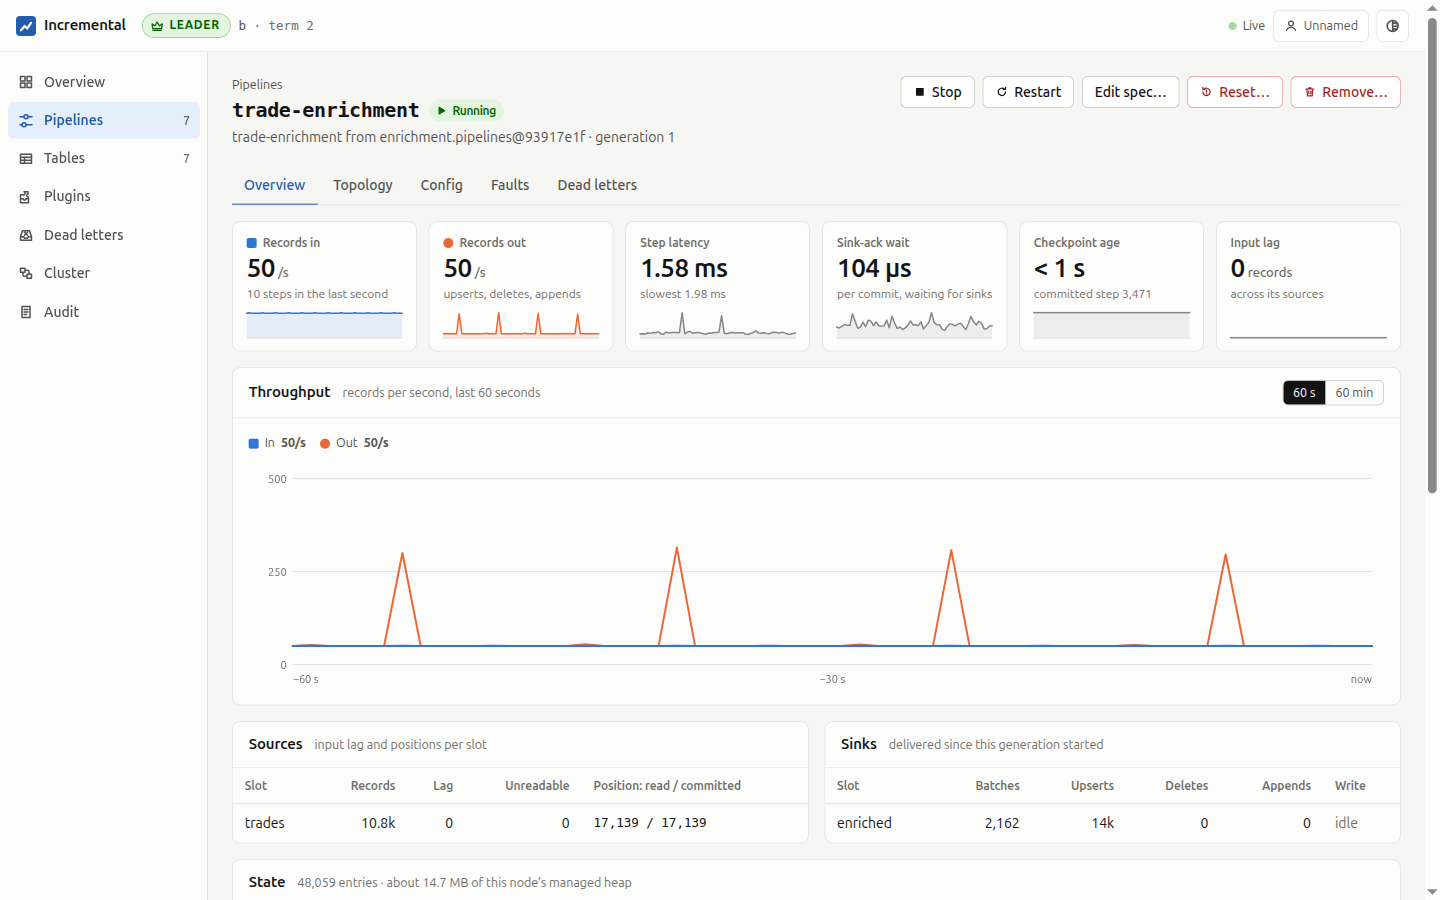 Incremental LEADER b · term 2 Live Unnamed
Overview
Pipelines 7
Tables 7
Plugins
Dead letters
Cluster
Audit
Pipelines
trade-enrichment Running
trade-enrichment from enrichment.pipelines@93917e1f · generation 1
Stop Restart Edit spec... Reset... Remove...
Overview Topology Config Faults Dead letters
Records in
50 /s
10 steps in the last second
Records out
50 /s
upserts, deletes, appends
Step latency
1.58 ms
slowest 1.98 ms
Sink-ack wait
104 µs
per commit, waiting for sinks
Checkpoint age
< 1 s
committed step 3,471
Input lag
0 records
across its sources
Throughput records per second, last 60 seconds 60 s 60 min
In 50/s Out 50/s
500
250
0
−60 s −30 s now
Sources input lag and positions per slot
Slot Records Lag Unreadable Position: read / committed
trades 10.8k 0 0 17,139 / 17,139
Sinks delivered since this generation started
Slot Batches Upserts Deletes Appends Write
enriched 2,162 14k 0 0 idle
State 48,059 entries · about 14.7 MB of this node's managed heap